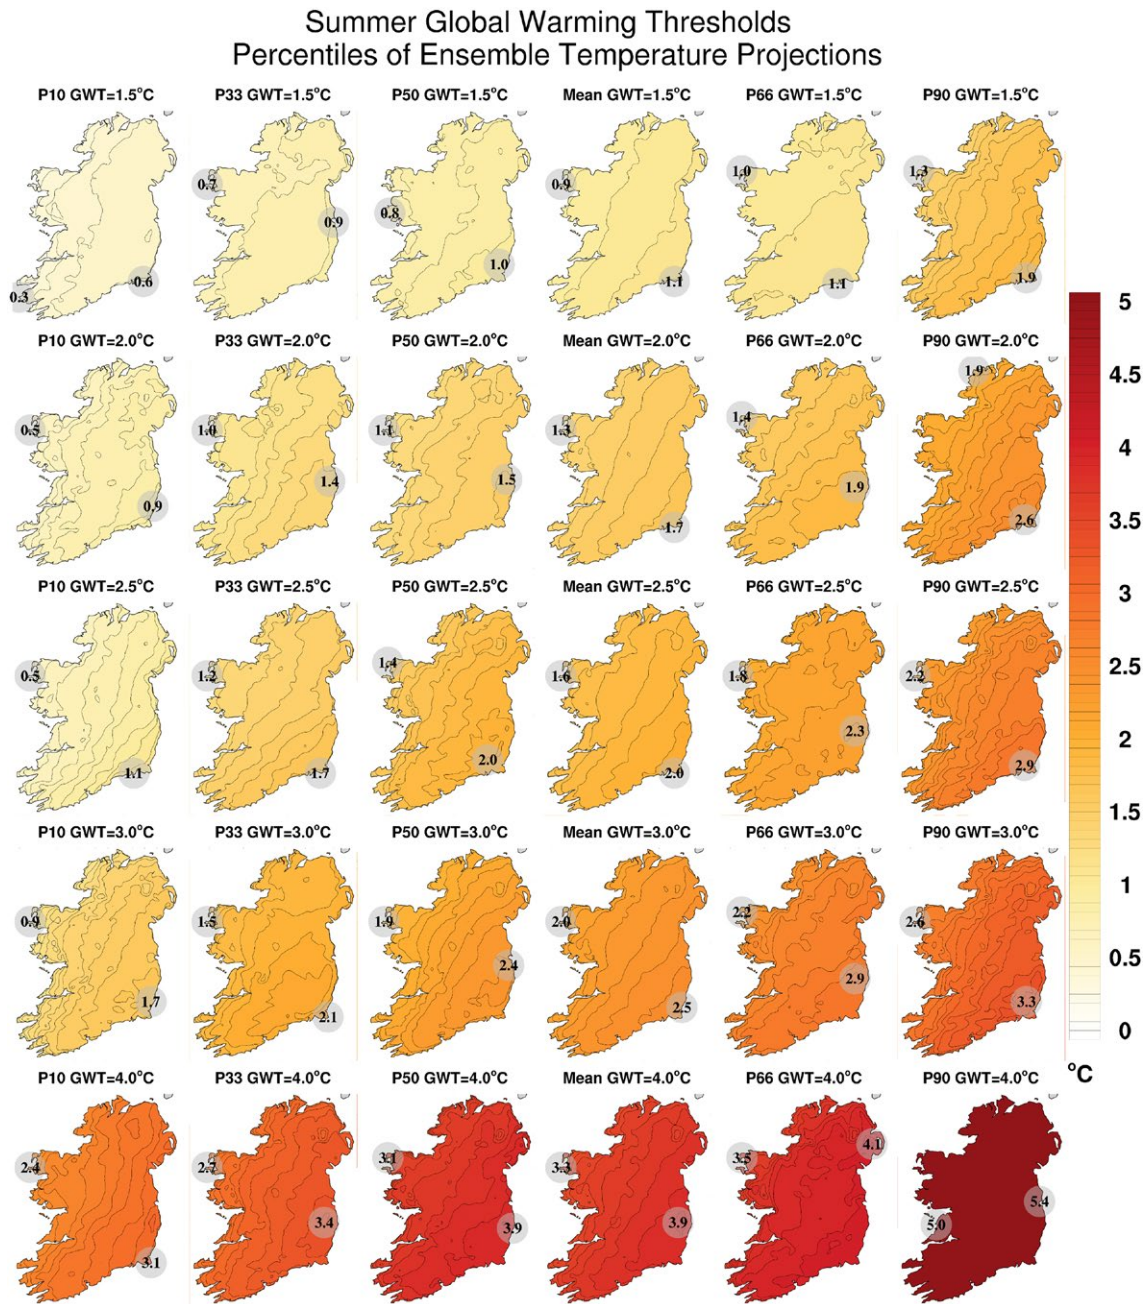 Summer Global Warming Thresholds
Percentiles of Ensemble Temperature Projections
P10 GWT=1.5°C P33 GWT=1.5°C P50 GWT=1.5°C Mean GWT=1.5°C P66 GWT=1.5°C P90 GWT=1.5°C
0.3 0.6 0.7 0.9 0.8 1.0 0.9 1.1 1.0 1.1 1.3 1.9
P10 GWT=2.0°C P33 GWT=2.0°C P50 GWT=2.0°C Mean GWT=2.0°C P66 GWT=2.0°C P90 GWT=2.0°C
0.5 0.9 1.0 1.4 1.1 1.5 1.3 1.7 1.4 1.9 1.9 2.6
P10 GWT=2.5°C P33 GWT=2.5°C P50 GWT=2.5°C Mean GWT=2.5°C P66 GWT=2.5°C P90 GWT=2.5°C
0.5 1.1 1.2 1.7 1.4 2.0 1.6 2.0 1.8 2.3 2.2 2.9
P10 GWT=3.0°C P33 GWT=3.0°C P50 GWT=3.0°C Mean GWT=3.0°C P66 GWT=3.0°C P90 GWT=3.0°C
0.9 1.7 1.5 2.1 1.9 2.4 2.0 2.5 2.2 2.9 2.6 3.3
P10 GWT=4.0°C P33 GWT=4.0°C P50 GWT=4.0°C Mean GWT=4.0°C P66 GWT=4.0°C P90 GWT=4.0°C
2.4 3.1 2.7 3.4 3.1 3.9 3.3 3.9 3.5 4.1 5.0 5.4
5
4.5
4
3.5
3
2.5
2
1.5
1
0.5
0
°C